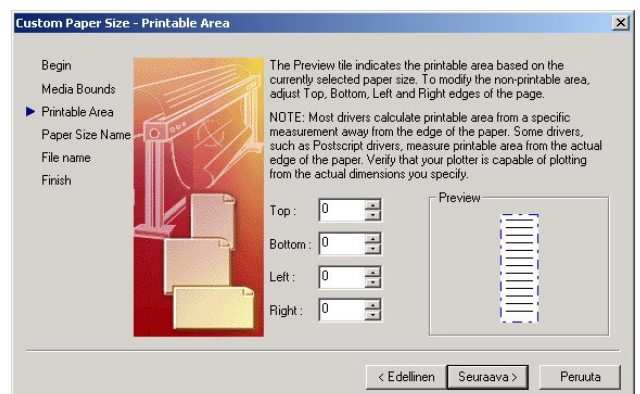 Custom Paper Size - Printable Area
Begin
Media Bounds
Printable Area
Paper Size Name
File name
Finish
The Preview tile indicates the printable area based on the
currently selected paper size. To modify the non-printable area,
adjust Top, Bottom, Left and Right edges of the page.
NOTE: Most drivers calculate printable area from a specific
measurement away from the edge of the paper. Some drivers,
such as Postscript drivers, measure printable area from the actual
edge of the paper. Verify that your plotter is capable of plotting
from the actual dimensions you specify.
Top : 0
Bottom : 0
Left : 0
Right : 0
Preview
< Edellinen Seuraava > Peruuta